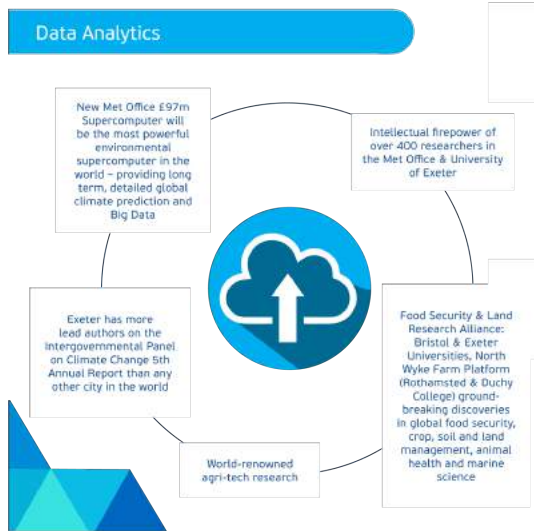 Data Analytics
New Met Office £97m
Supercomputer will
be the most powerful
environmental
supercomputer in the
world – providing long
term, detailed global
climate prediction and
Big Data
Intellectual firepower of
over 400 researchers in
the Met Office & University
of Exeter
Exeter has more
lead authors on the
Intergovernmental Panel
on Climate Change 5th
Annual Report than any
other city in the world
Food Security & Land
Research Alliance:
Bristol & Exeter
Universities, North
Wyke Farm Platform
(Rothamsted & Duchy
College) ground-
breaking discoveries
in global food security,
crop, soil and land
management, animal
health and marine
science
World-renowned
agri-tech research